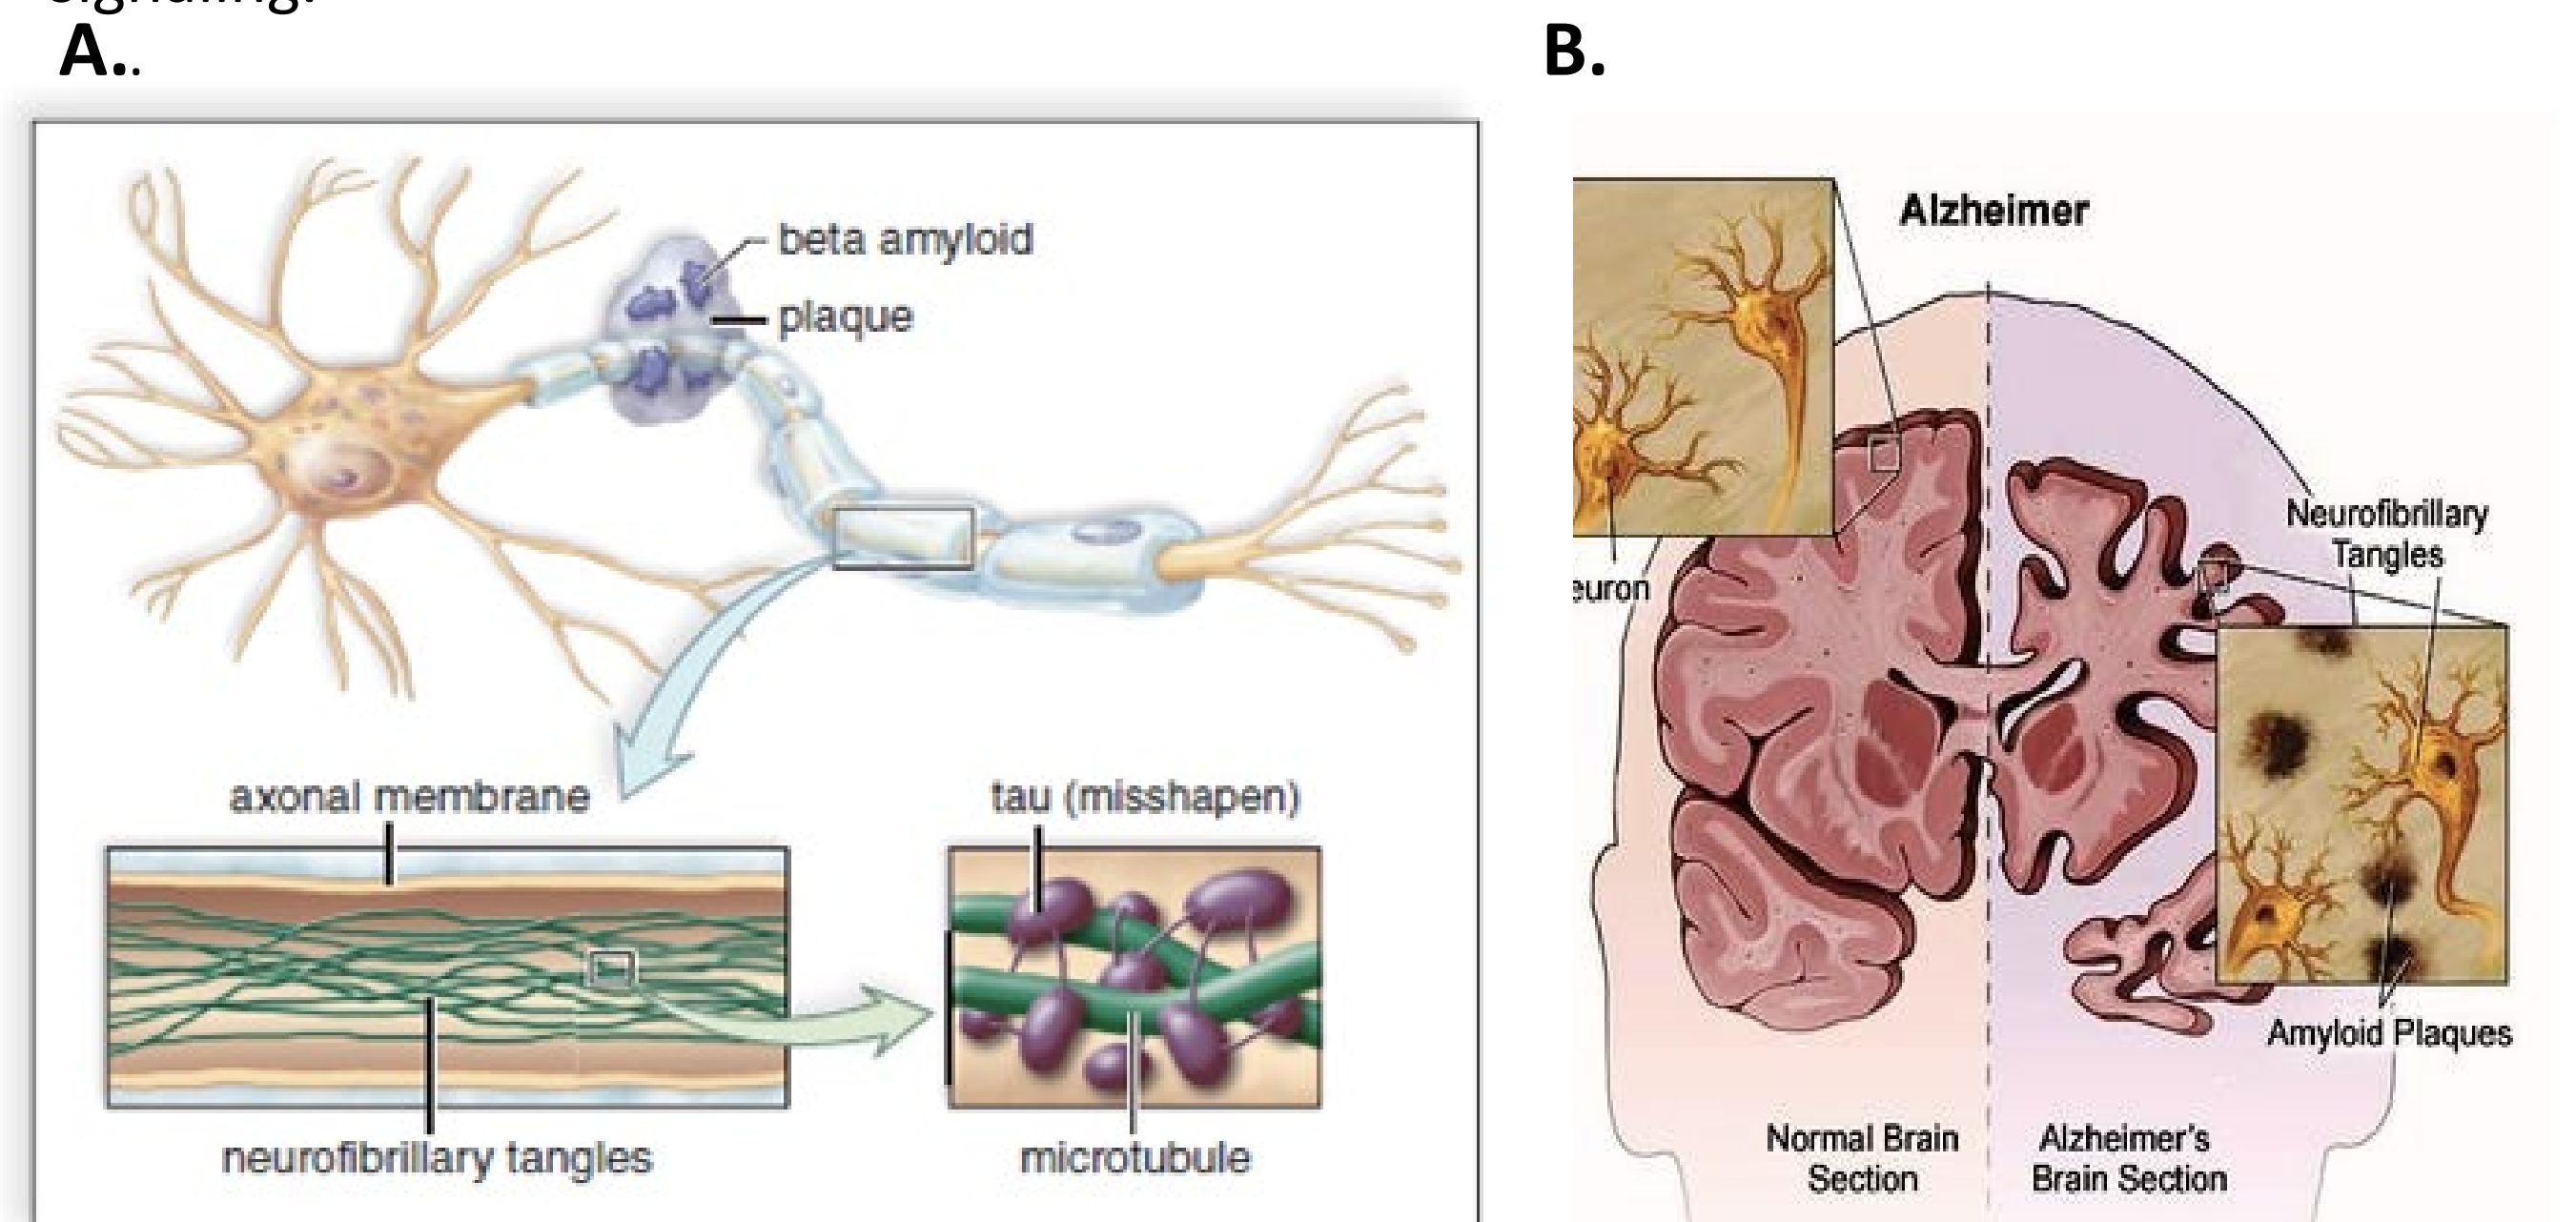 signaling.
A..
B.
beta amyloid
plaque
axonal membrane
tau (misshapen)
neurofibrillary tangles
microtubule
Alzheimer
euron
Neurofibrillary
Tangles
Amyloid Plaques
Normal Brain
Section
Alzheimer's
Brain Section